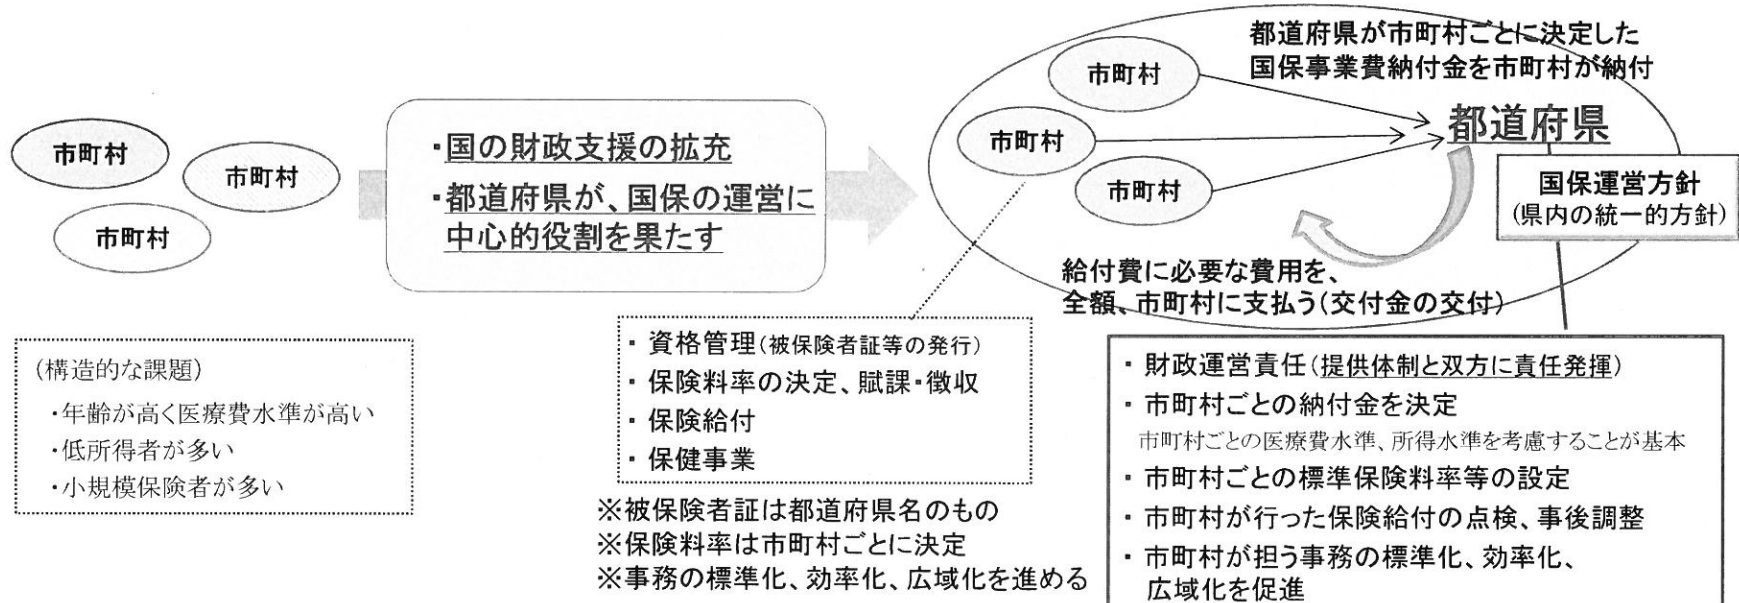 市町村
市町村
市町村
・国の財政支援の拡充
・都道府県が、国保の運営に
中心的役割を果たす
都道府県が市町村ごとに決定した
国保事業費納付金を市町村が納付
市町村
市町村
市町村
都道府県
国保運営方針
(県内の統一的方針)
給付費に必要な費用を、
全額、市町村に支払う(交付金の交付)
(構造的な課題)
・年齢が高く医療費水準が高い
・低所得者が多い
・小規模保険者が多い
・資格管理(被保険者証等の発行)
・保険料率の決定、賦課・徴収
・保険給付
・保健事業
※被保険者証は都道府県名のもの
※保険料率は市町村ごとに決定
※事務の標準化、効率化、広域化を進める
・財政運営責任(提供体制と双方に責任発揮)
・市町村ごとの納付金を決定
市町村ごとの医療費水準、所得水準を考慮することが基本
・市町村ごとの標準保険料率等の設定
・市町村が行った保険給付の点検、事後調整
・市町村が担う事務の標準化、効率化、
広域化を促進